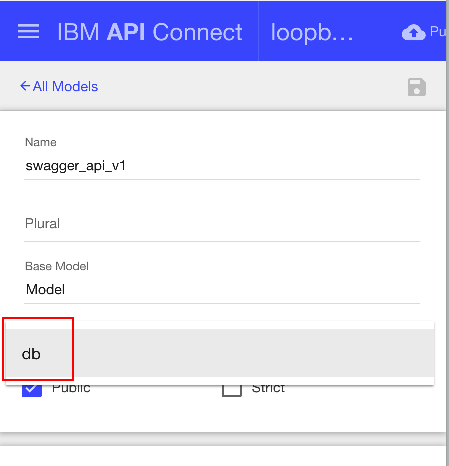 IBM API Connect
loopb...
Pu
All Models
Name
swagger_api_v1
Plural
Base Model
Model
db
Public
Strict